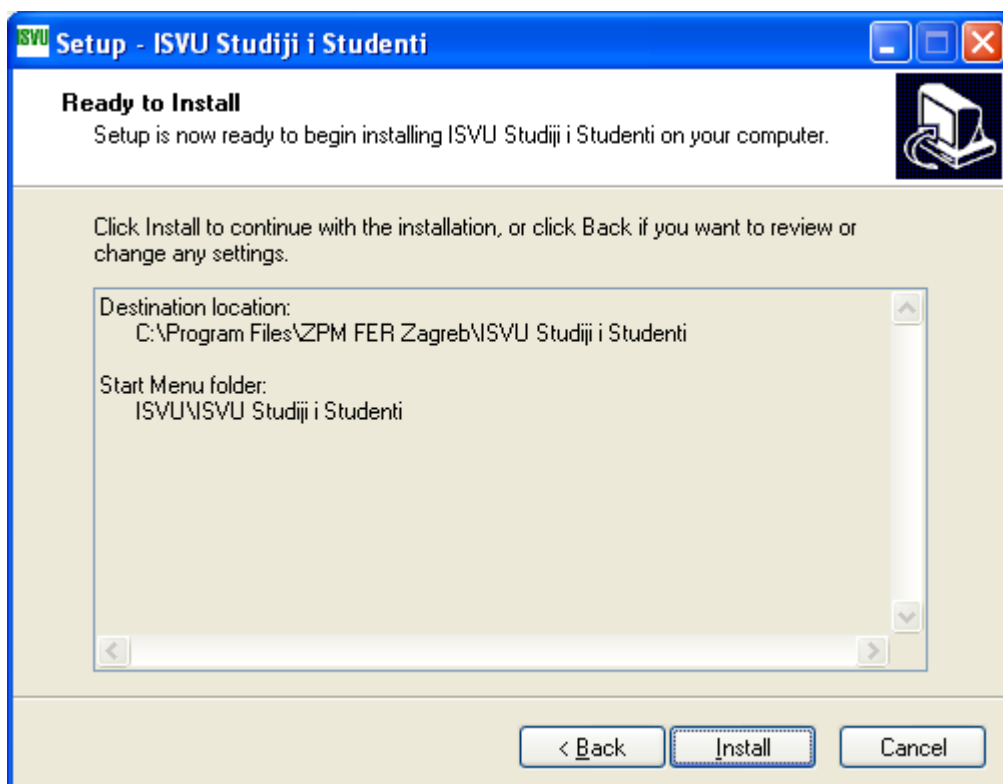 ISVU Setup - ISVU Studiji i Studenti
Ready to Install
Setup is now ready to begin installing ISVU Studiji i Studenti on your computer.
Click Install to continue with the installation, or click Back if you want to review or
change any settings.
Destination location:
C:\Program Files\ZPM FER Zagreb\ISVU Studiji i Studenti
Start Menu folder:
ISVU\ISVU Studiji i Studenti
< Back Install Cancel